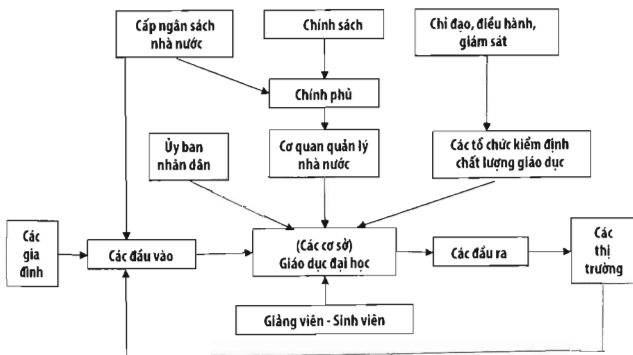 Cấp ngân sách
nhà nước
Chính sách
Chỉ đạo, điều hành,
giám sát
Chính phủ
Ủy ban
nhân dân
Cơ quan quản lý
nhà nước
Các tổ chức kiểm định
chất lượng giáo dục
Các
gia
đình
Các đầu vào
(Các cơ sở)
Giáo dục đại học
Các đầu ra
Các
thị
trường
Giảng viên - Sinh viên